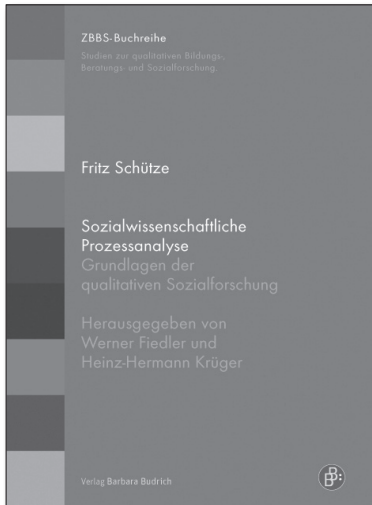 ZBBS-Buchreihe
Studien zur qualitativen Bildungs-,
Beratungs- und Sozialforschung
Fritz Schütze
Sozialwissenschaftliche
Prozessanalyse
Grundlagen der
qualitativen Sozialforschung
Herausgegeben von
Werner Fiedler und
Heinz-Hermann Krüger
Verlag Barbara Budrich
B: